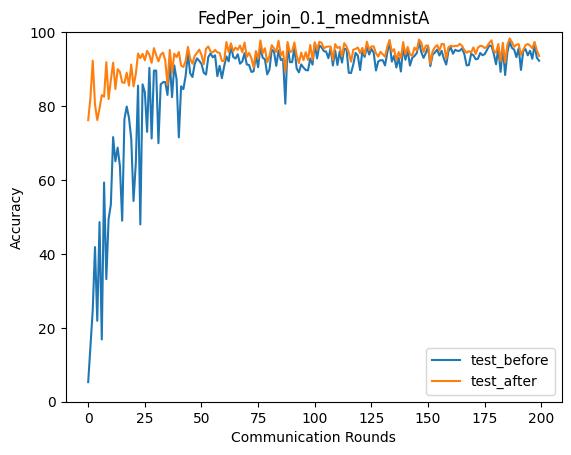 FedPer_join_0.1_medmnistA
100
80
60
40
20
0
Accuracy
0 25 50 75 100 125 150 175 200
Communication Rounds
test_before
test_after